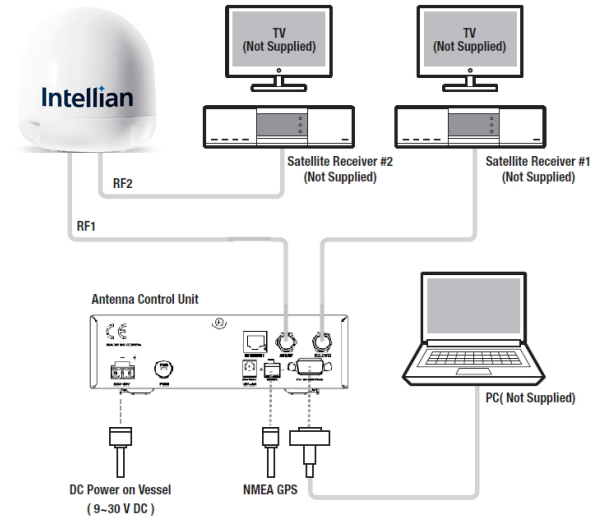 TV
(Not Supplied)
TV
(Not Supplied)
Intellian
Satellite Receiver #2
(Not Supplied)
Satellite Receiver #1
(Not Supplied)
RF2
RF1
Antenna Control Unit
CE
PC( Not Supplied)
DC Power on Vessel
( 9~30 V DC )
NMEA GPS